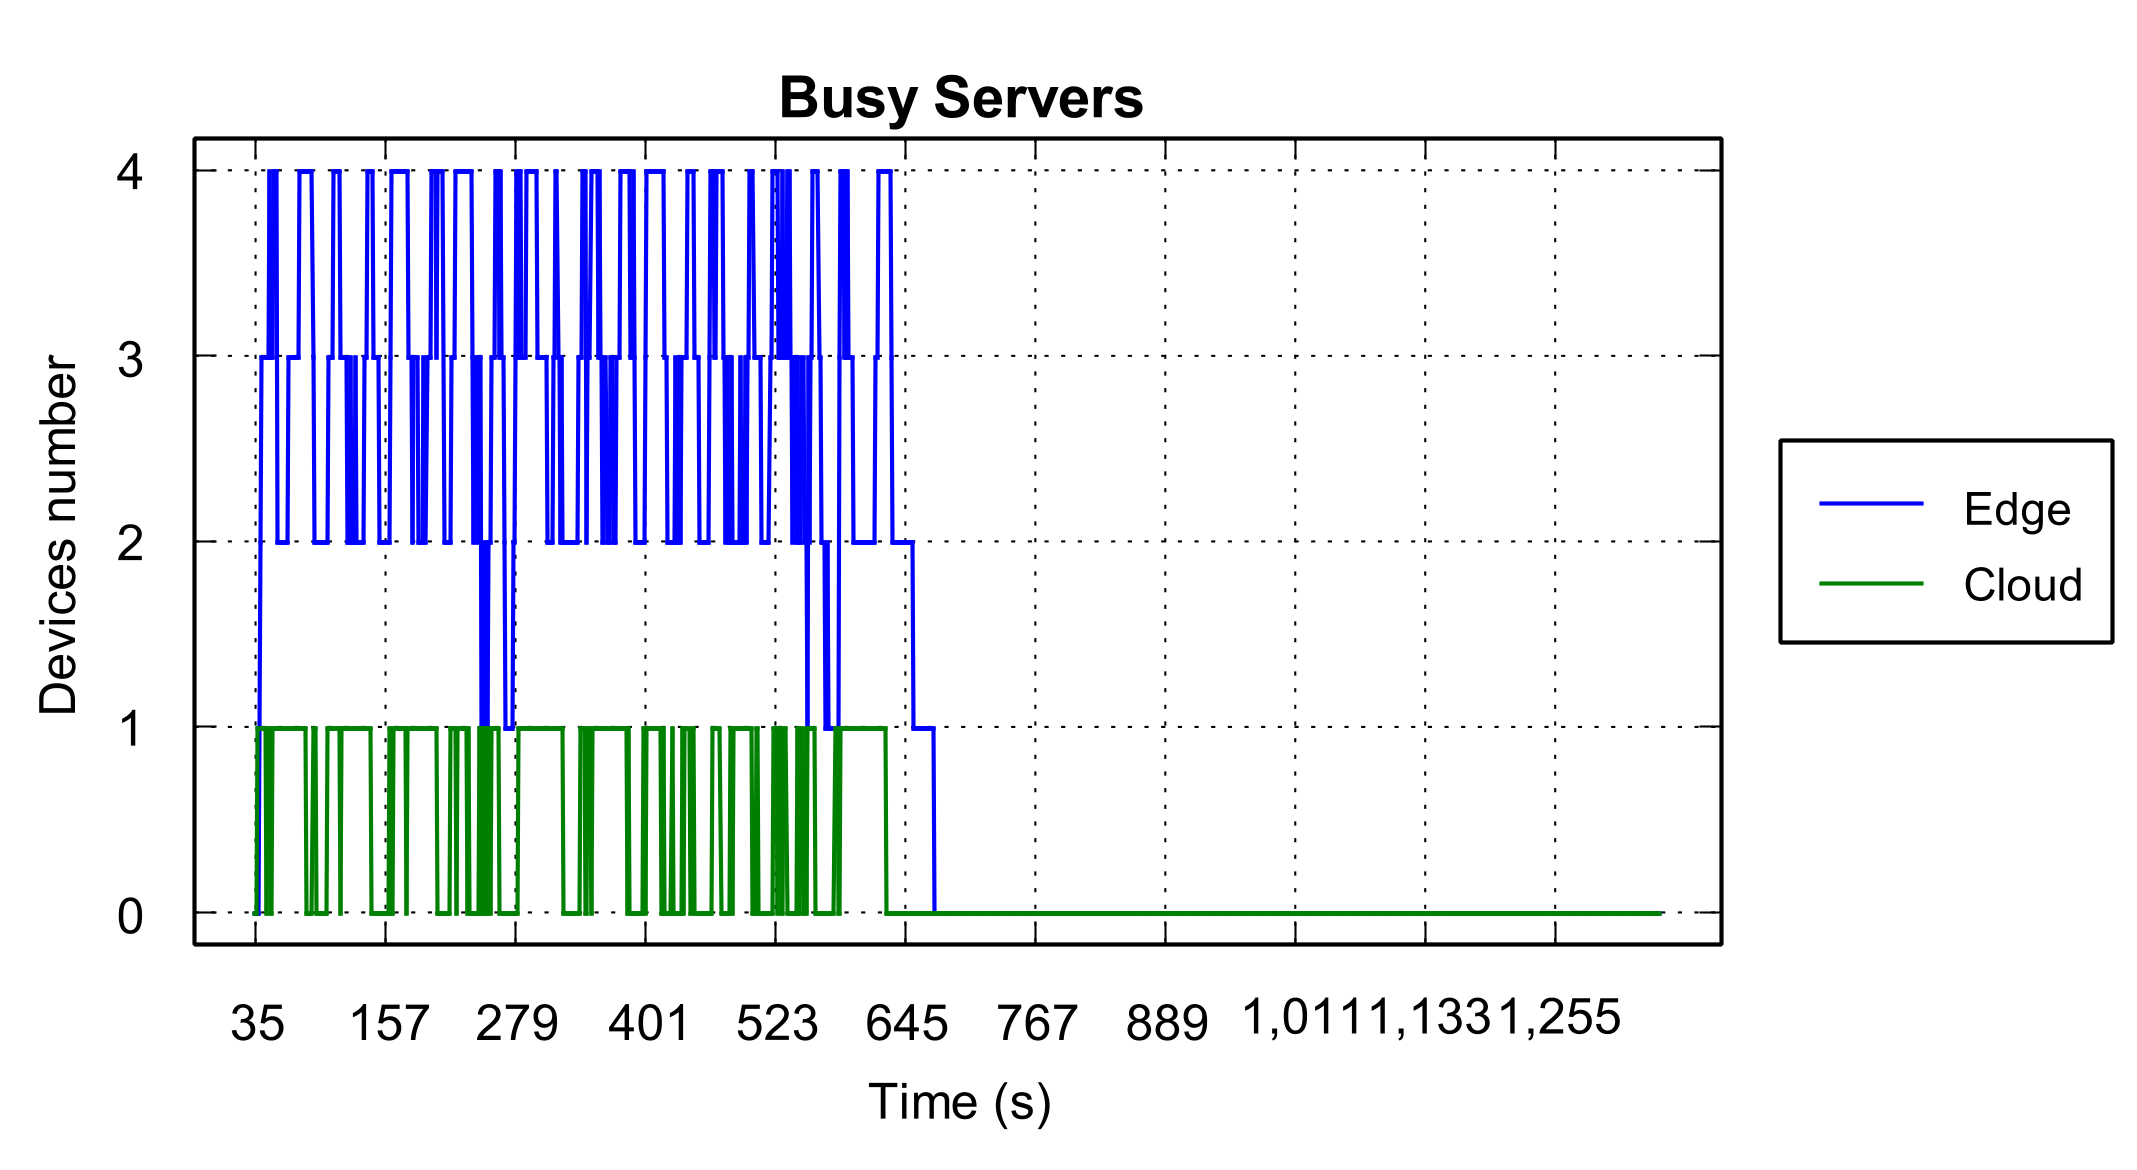 Busy Servers
4
3
2
1
0
Devices number
35 157 279 401 523 645 767 889 1,011 1,133 1,255
Time (s)
Edge
Cloud